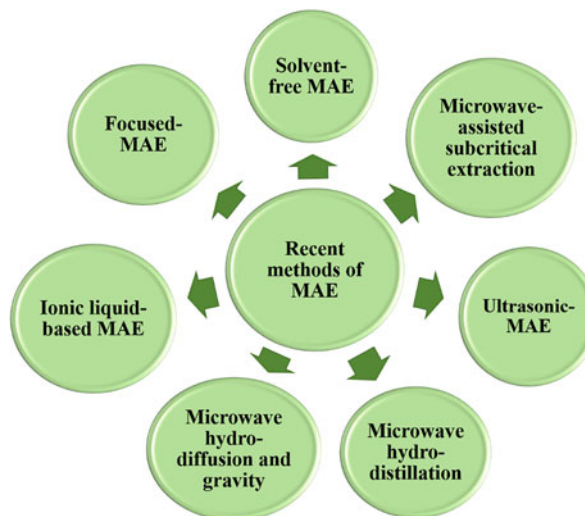 Solvent-
free MAE
Microwave-
assisted
subcritical
extraction
Ultrasonic-
MAE
Microwave
hydro-
distillation
Microwave
hydro-
diffusion and
gravity
Ionic liquid-
based MAE
Focused-
MAE
Recent
methods of
MAE